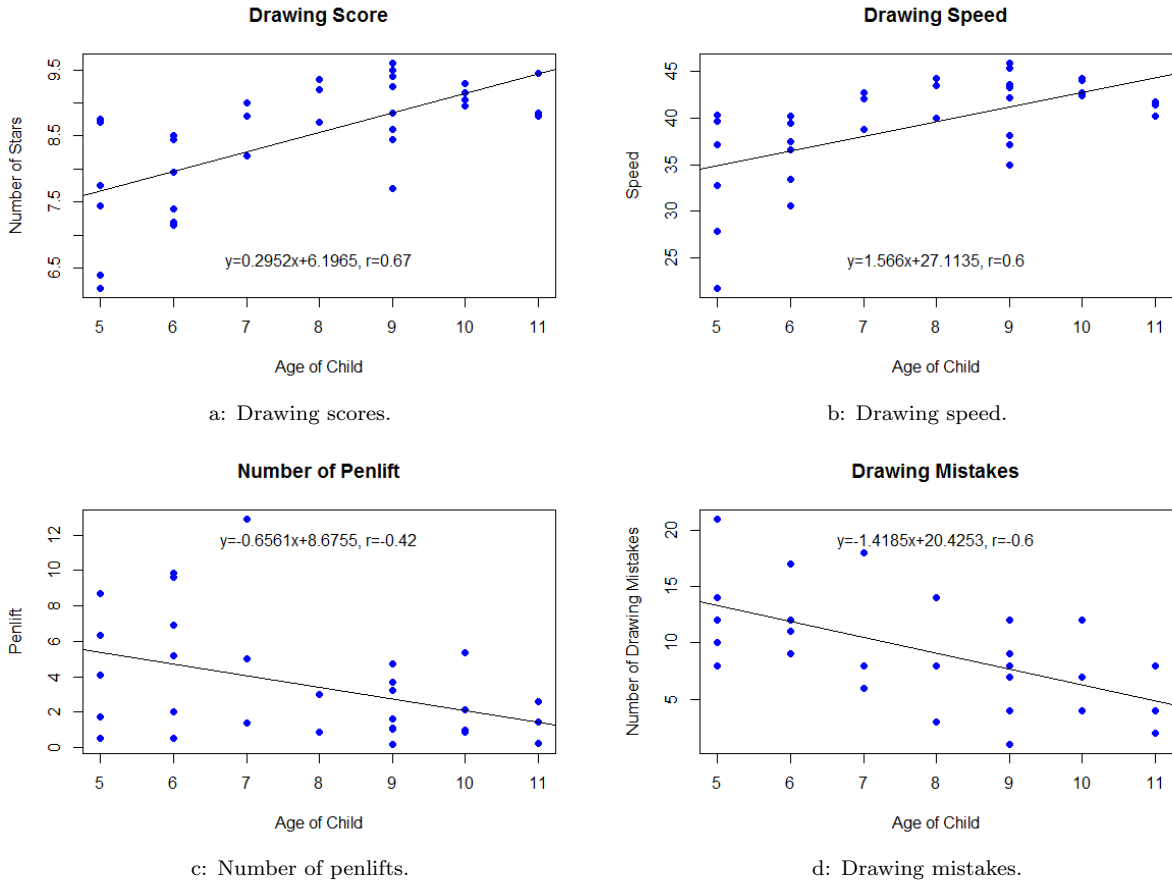 Drawing Score
Number of Stars
9.5
8.5
7.5
6.5
y=0.2952x+6.1965, r=0.67
5 6 7 8 9 10 11
Age of Child
a: Drawing scores.
Drawing Speed
Speed
45
40
35
30
25
y=1.566x+27.1135, r=0.6
5 6 7 8 9 10 11
Age of Child
b: Drawing speed.
Number of Penlift
Penlift
12
10
8
6
4
2
0
y=-0.6561x+8.6755, r=-0.42
5 6 7 8 9 10 11
Age of Child
c: Number of penlifts.
Drawing Mistakes
Number of Drawing Mistakes
20
15
10
5
y=-1.4185x+20.4253, r=-0.6
5 6 7 8 9 10 11
Age of Child
d: Drawing mistakes.